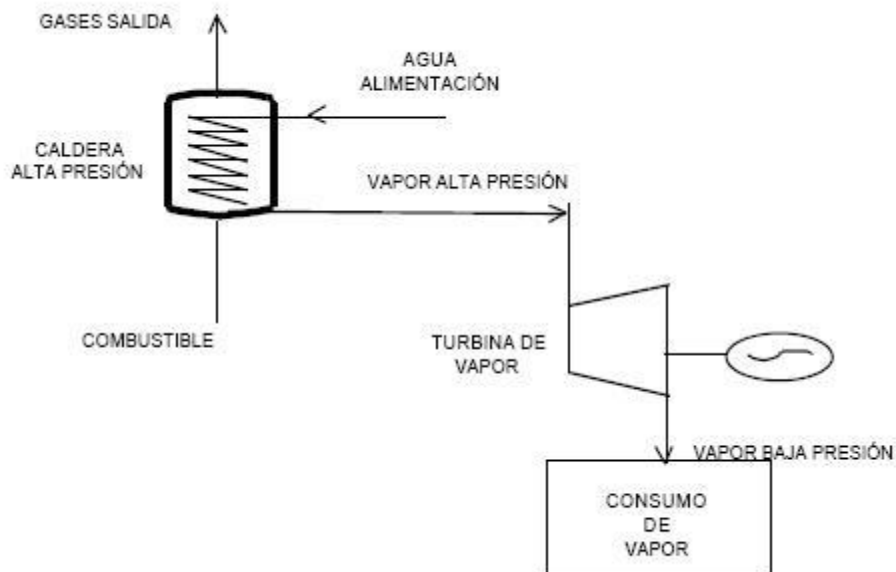 GASES SALIDA
AGUA
ALIMENTACIÓN
CALDERA
ALTA PRESIÓN
VAPOR ALTA PRESIÓN
COMBUSTIBLE
TURBINA DE
VAPOR
VAPOR BAJA PRESIÓN
CONSUMO
DE
VAPOR